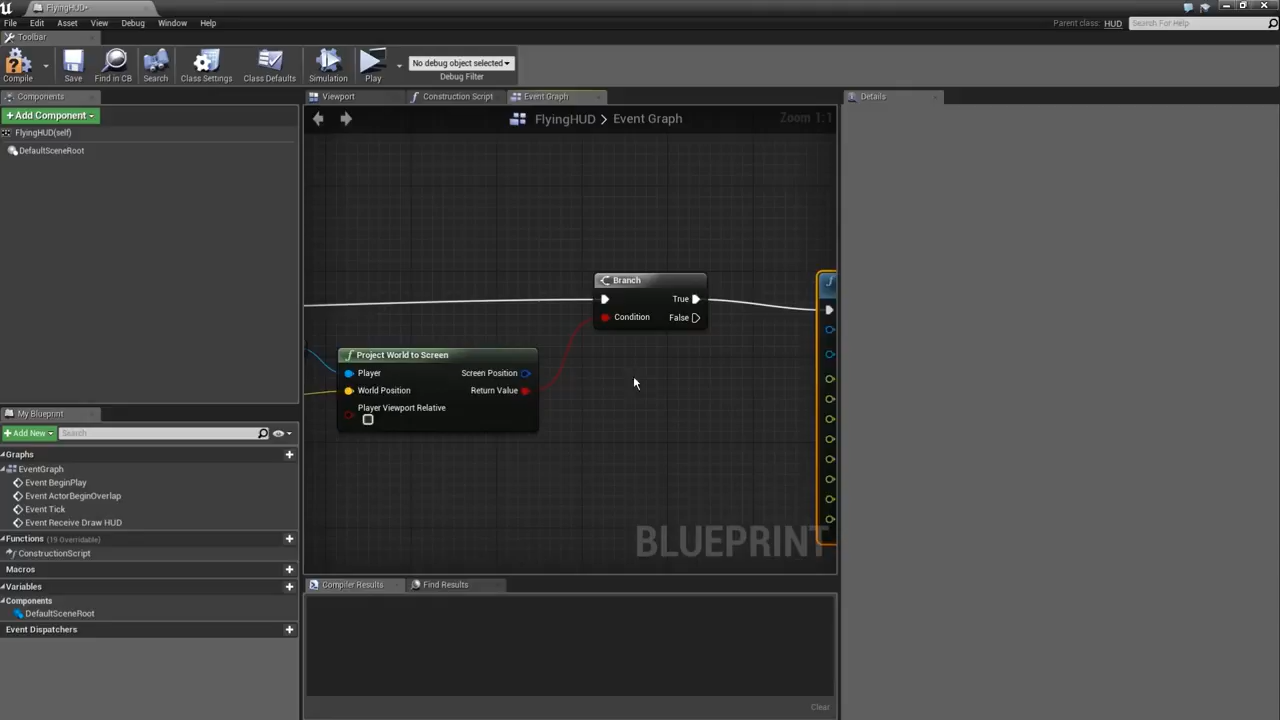 FlyingHUD*
File Edit Asset View Debug Window Help
Parent class: HUD Search For Help
Toolbar
Compile Save Find in CB Search Class Settings Class Defaults Simulation Play No debug object selected Debug Filter
Components
+Add Component
FlyingHUD(self)
DefaultSceneRoot
Viewport Construction Script Event Graph
FlyingHUD > Event Graph Zoom 1:1
Branch
True
Condition False
Project World to Screen
Player Screen Position
World Position Return Value
Player Viewport Relative
BLUEPRINT
Details
My Blueprint
+Add New Search
Graphs
EventGraph
Event BeginPlay
Event ActorBeginOverlap
Event Tick
Event Receive Draw HUD
Functions (19 Overridable)
ConstructionScript
Macros
Variables
Components
DefaultSceneRoot
Event Dispatchers
Compiler Results Find Results
Clear